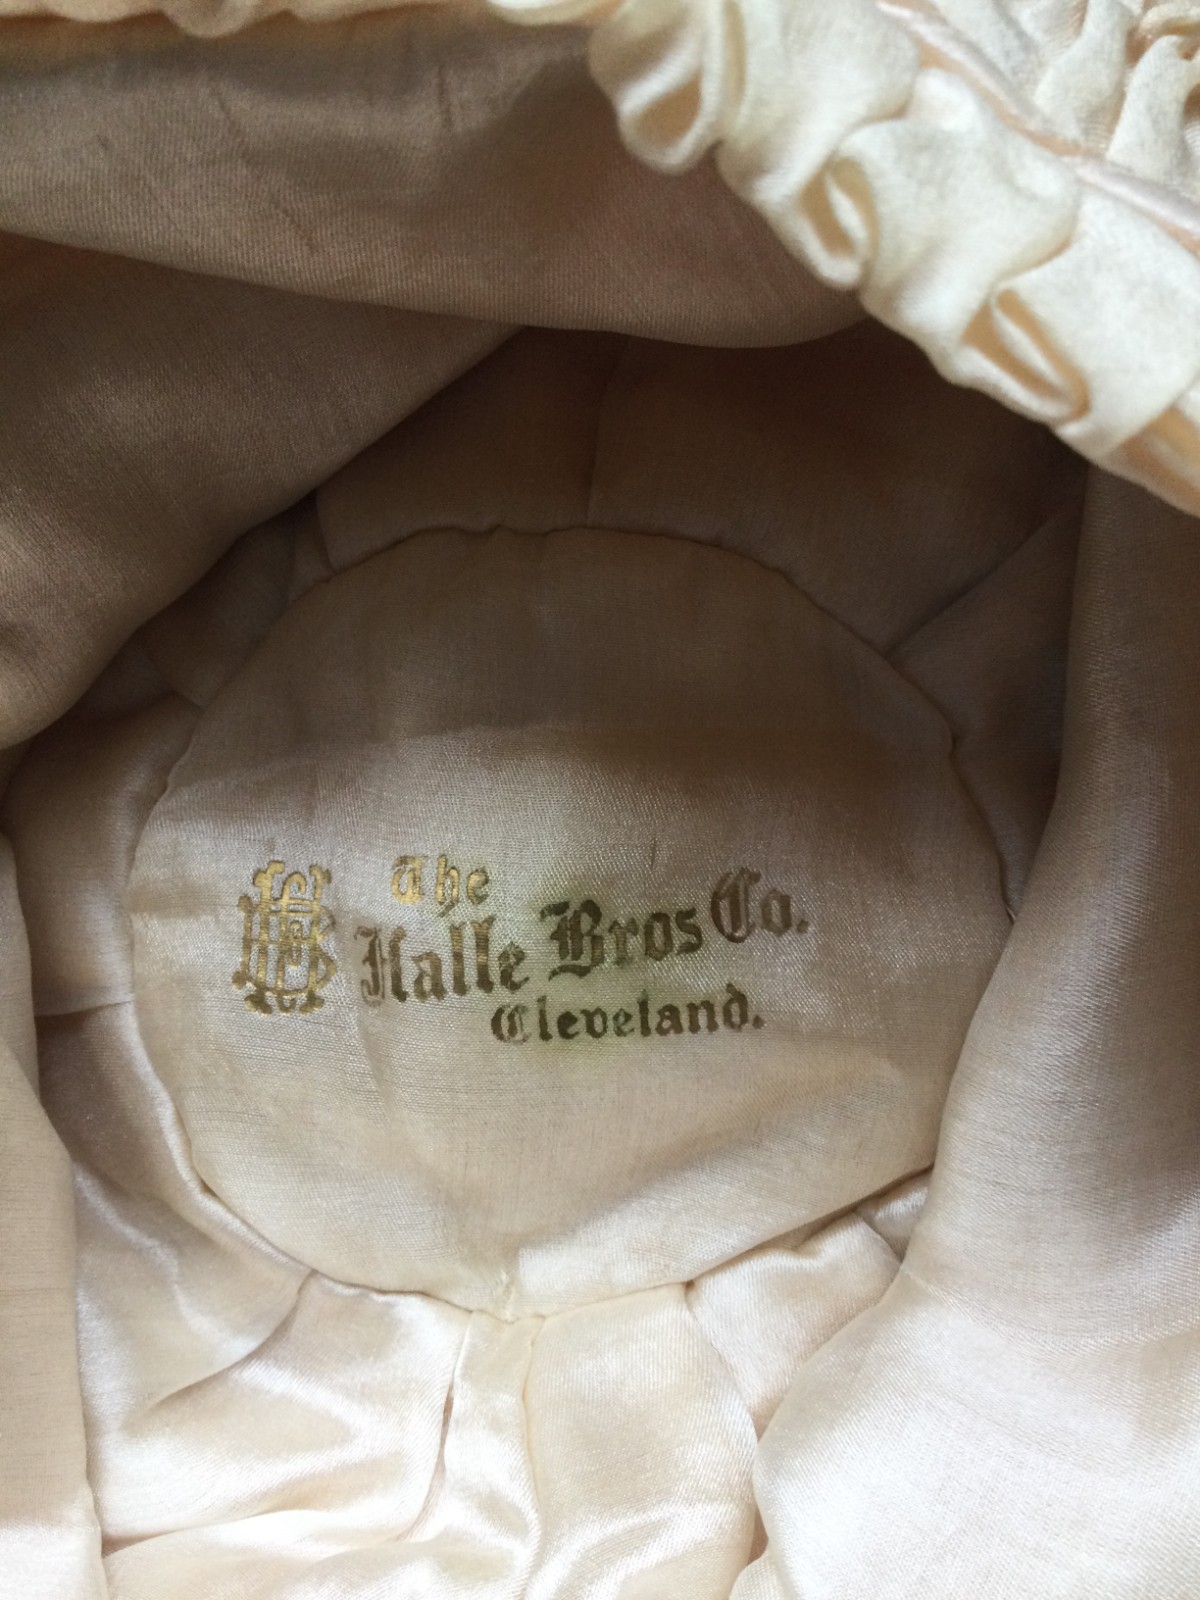 The
Halle Bros Co.
Cleveland.